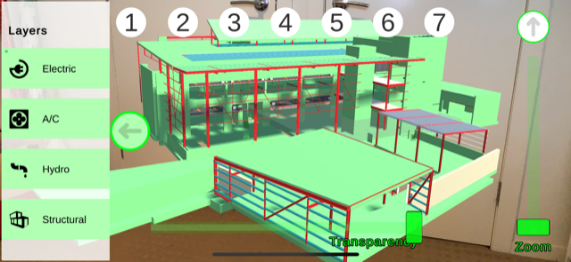 Layers
1 2 3 4 5 6 7
Electric
A/C
Hydro
Structural
Transparency
Zoom